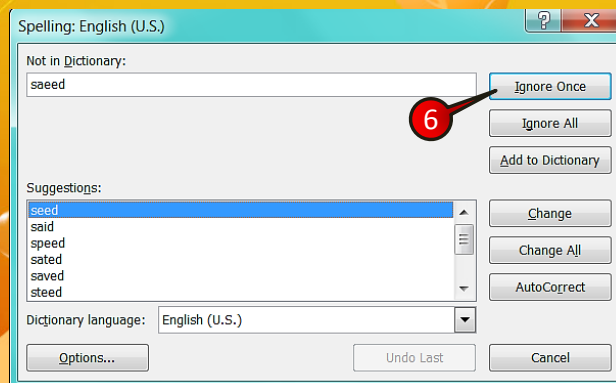 Spelling: English (U.S.)
Not in Dictionary:
saeed
Ignore Once
6
Ignore All
Add to Dictionary
Suggestions:
seed
said
speed
sated
saved
steed
Change
Change All
AutoCorrect
Dictionary language: English (U.S.)
Options... Undo Last Cancel